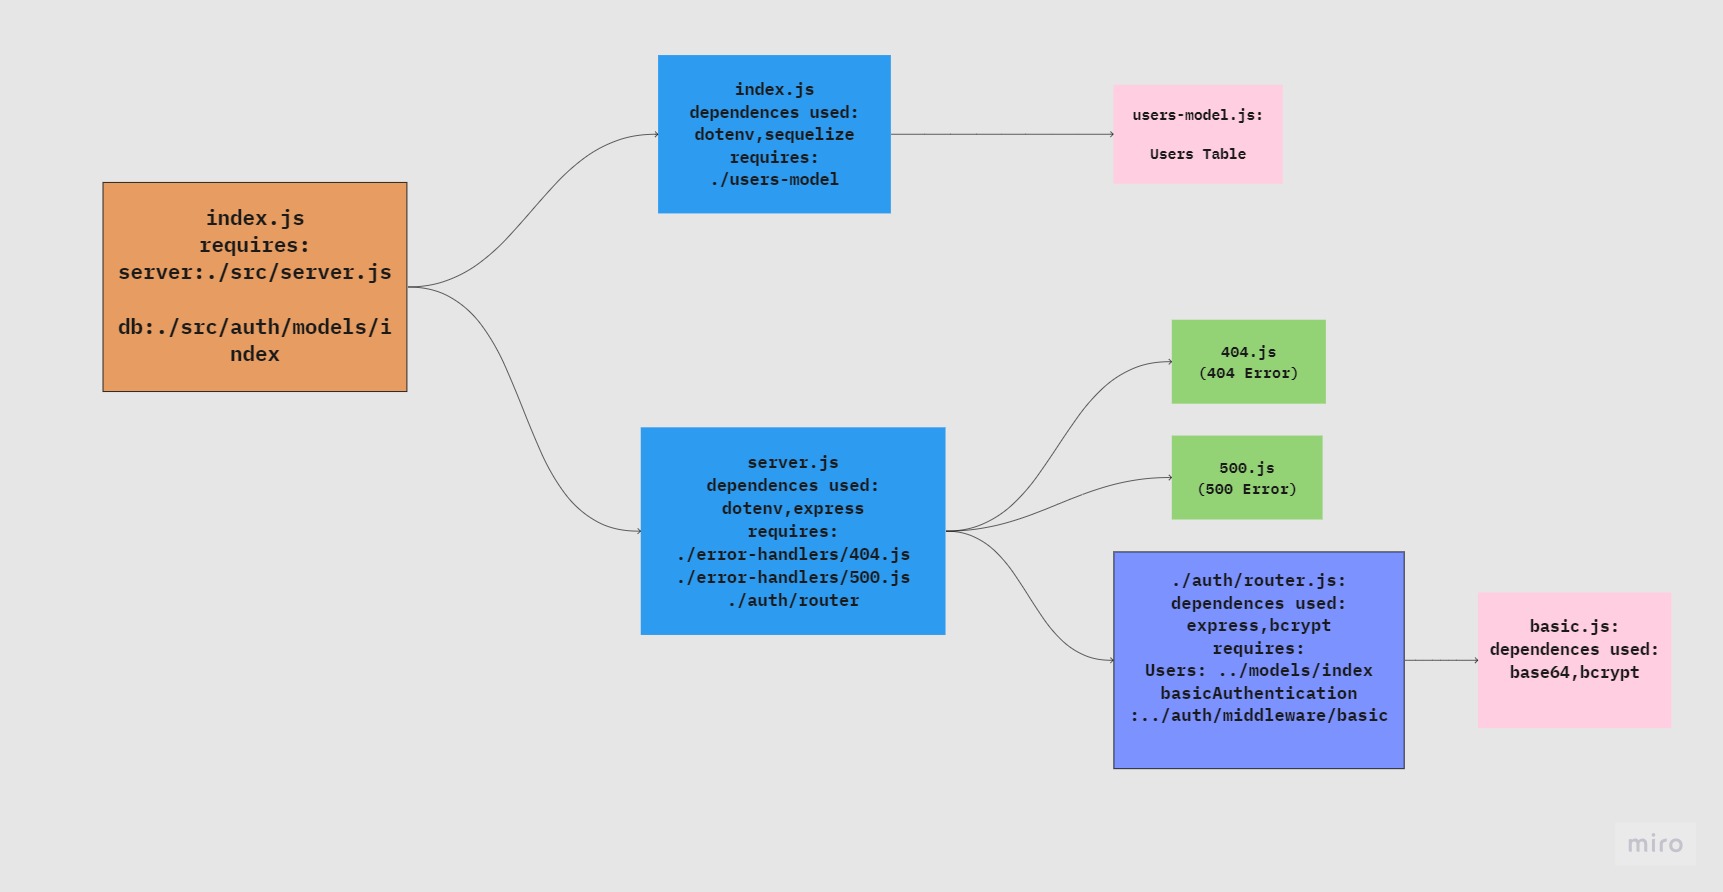 index.js
requires:
server:./src/server.js
db:./src/auth/models/i
ndex
index.js
dependences used:
dotenv,sequelize
requires:
./users-model
users-model.js:
Users Table
server.js
dependences used:
dotenv,express
requires:
./error-handlers/404.js
./error-handlers/500.js
./auth/router
404.js
(404 Error)
500.js
(500 Error)
./auth/router.js:
dependences used:
express,bcrypt
requires:
Users: ../models/index
basicAuthentication
:../auth/middleware/basic
basic.js:
dependences used:
base64,bcrypt
miro